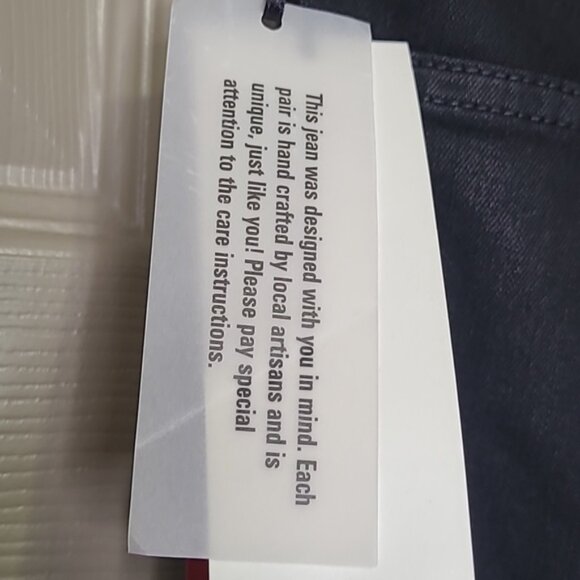 This jean was designed with you in mind. Each
pair is hand crafted by local artisans and is
unique, just like you! Please pay special
attention to the care instructions.